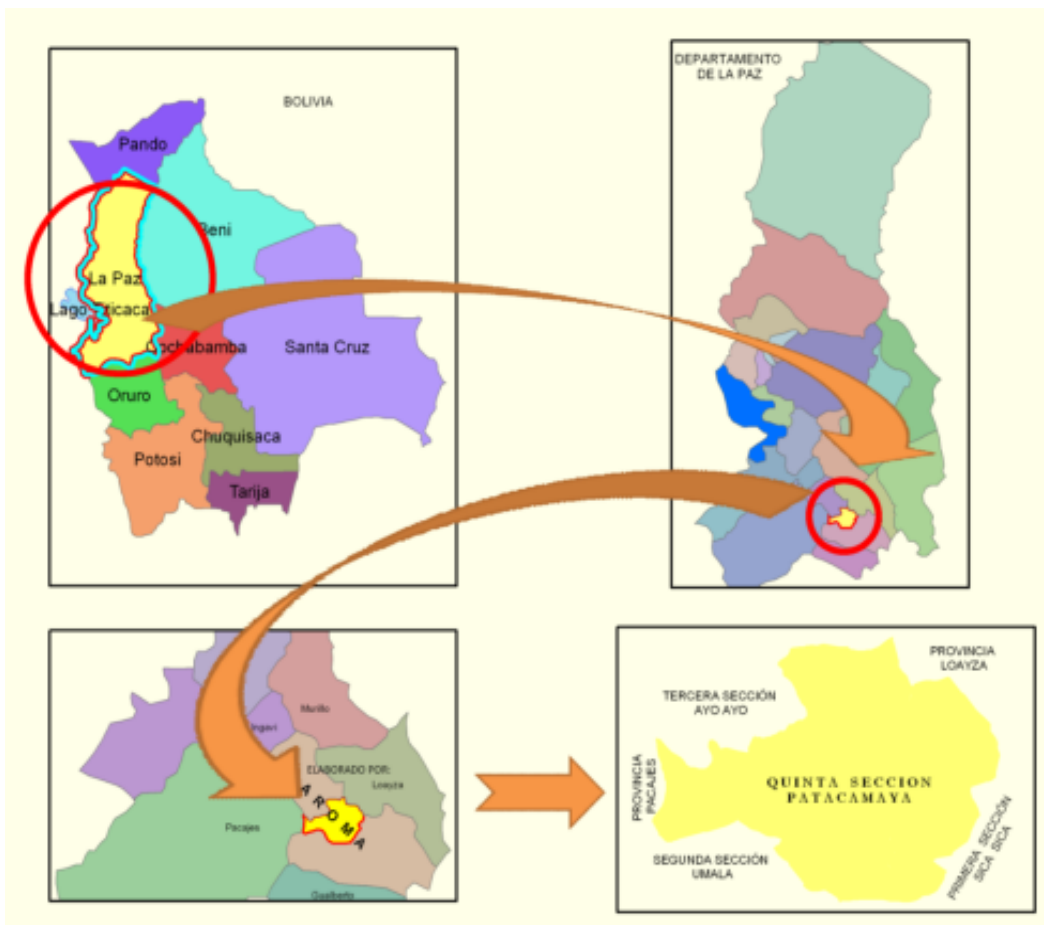 BOLIVIA
Pando
Beni
La Paz
Lago Titicaca
Cochabamba
Santa Cruz
Oruro
Chuquisaca
Potosi
Tarija
DEPARTAMENTO
DE LA PAZ
Murillo
Ingavi
ELABORADO POR:
Loayza
AROMA
Pacajes
Gualberto
PROVINCIA
LOAYZA
TERCERA SECCIÓN
AYO AYO
PROVINCIA
PACAJES
QUINTA SECCION
PATACAMAYA
SEGUNDA SECCIÓN
UMALA
PRIMERA SECCIÓN
SICA SICA